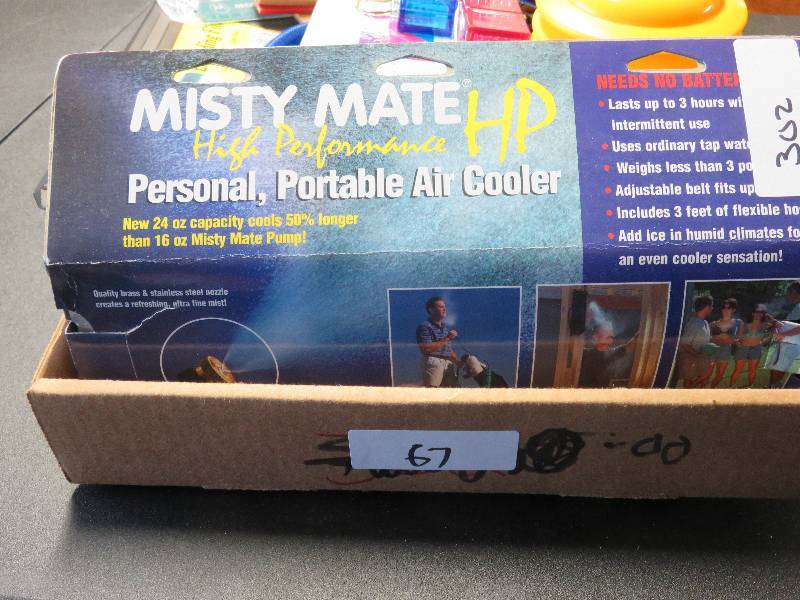 MISTY MATE® HP
High Performance
Personal, Portable Air Cooler
New 24 oz capacity cools 50% longer
than 16 oz Misty Mate Pump!
Quality brass & stainless steel nozzle
creates a refreshing, ultra fine mist!
NEEDS NO
• Lasts up to 3 hours
intermittent use
• Uses ordinary tap
• Weighs less than 3
• Adjustable belt fits up
• Includes 3 feet of flexible
• Add ice in humid climates
an even cooler sensation!
302
67